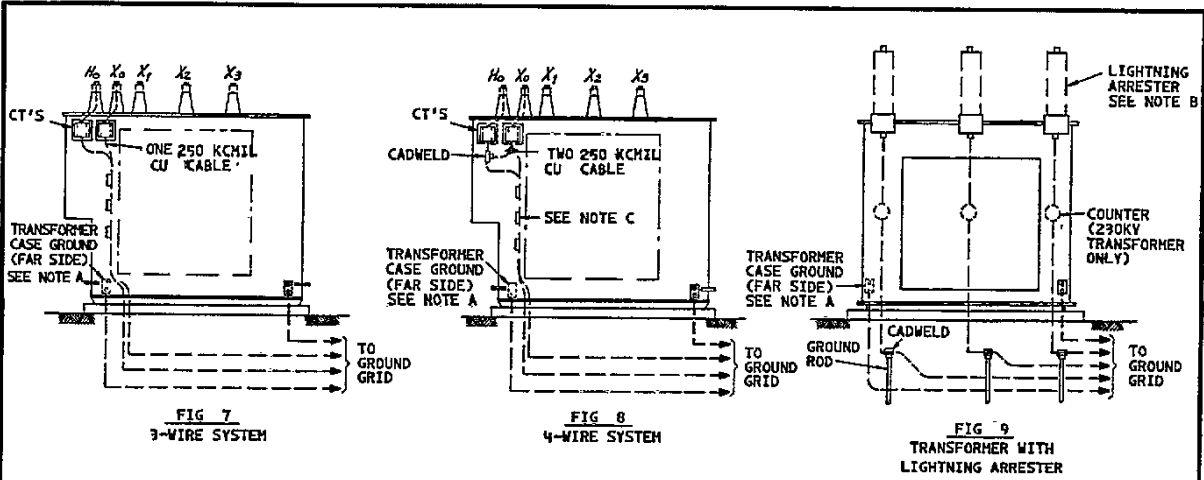 H₀ X₀ X₁ X₂ X₃
CT'S
ONE 250 KCMIL
CU CABLE
TRANSFORMER
CASE GROUND
(FAR SIDE)
SEE NOTE A
TO
GROUND
GRID
FIG 7
3-WIRE SYSTEM
H₀ X₀ X₁ X₂ X₃
CT'S
CADWELD
TWO 250 KCMIL
CU CABLE
SEE NOTE C
TRANSFORMER
CASE GROUND
(FAR SIDE)
SEE NOTE A
TO
GROUND
GRID
FIG 8
4-WIRE SYSTEM
LIGHTNING
ARRESTER
SEE NOTE B
COUNTER
(230KV
TRANSFORMER
ONLY)
TRANSFORMER
CASE GROUND
(FAR SIDE)
SEE NOTE A
CADWELD
GROUND
ROD
TO
GROUND
GRID
FIG 9
TRANSFORMER WITH
LIGHTNING ARRESTER